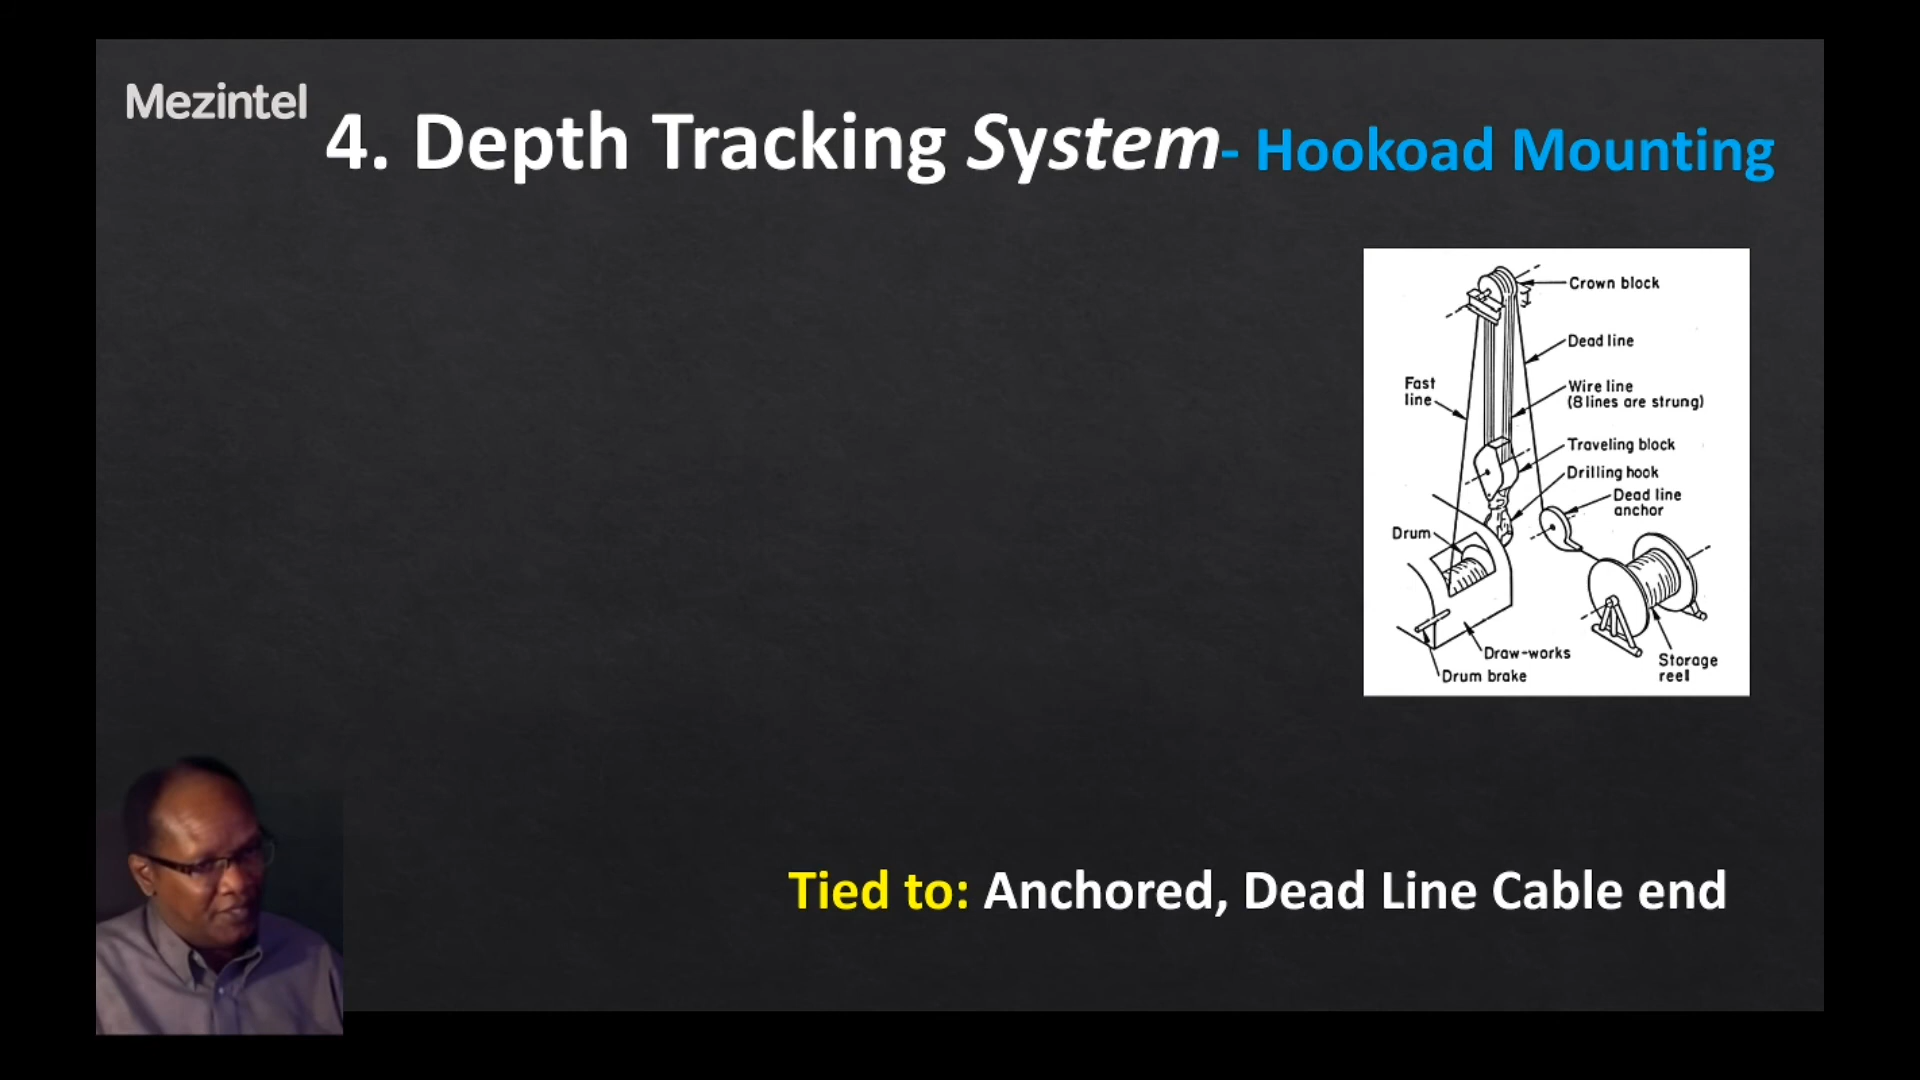 Mezintel
4. Depth Tracking System- Hookoad Mounting
Crown block
Dead line
Fast
line
Wire line
(8 lines are strung)
Traveling block
Drilling hook
Dead line
anchor
Drum
Draw-works
Drum brake
Storage
reel
Tied to: Anchored, Dead Line Cable end